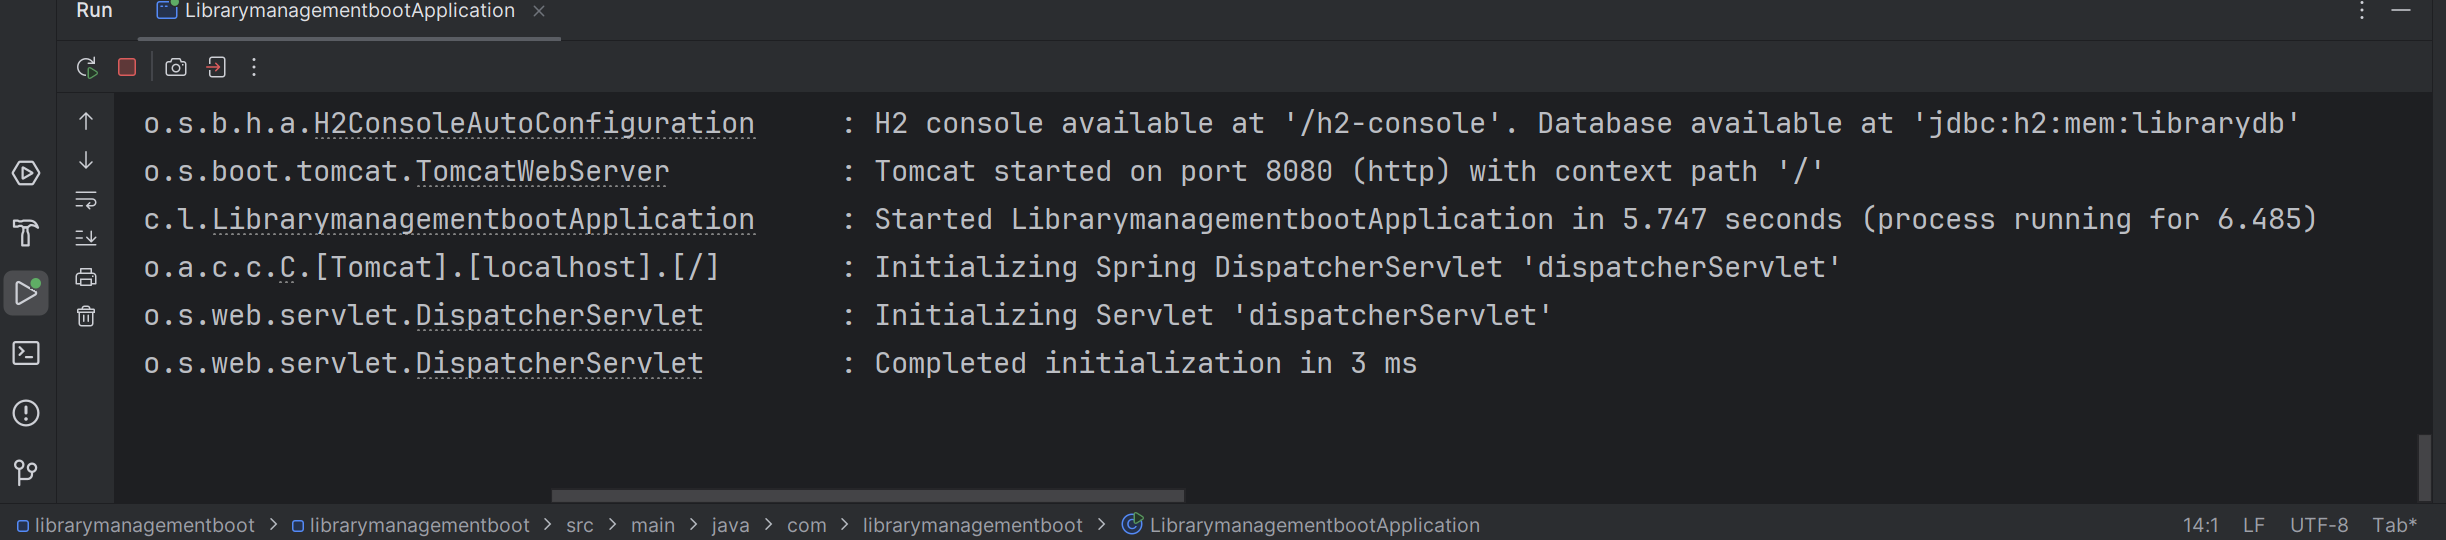 Run LibrarymanagementbootApplication
o.s.b.h.a.H2ConsoleAutoConfiguration : H2 console available at '/h2-console'. Database available at 'jdbc:h2:mem:librarydb'
o.s.boot.tomcat.TomcatWebServer : Tomcat started on port 8080 (http) with context path '/'
c.l.LibrarymanagementbootApplication : Started LibrarymanagementbootApplication in 5.747 seconds (process running for 6.485)
o.a.c.c.C.[Tomcat].[localhost].[/] : Initializing Spring DispatcherServlet 'dispatcherServlet'
o.s.web.servlet.DispatcherServlet : Initializing Servlet 'dispatcherServlet'
o.s.web.servlet.DispatcherServlet : Completed initialization in 3 ms
librarymanagementboot > librarymanagementboot > src > main > java > com > librarymanagementboot > LibrarymanagementbootApplication 14:1 LF UTF-8 Tab*